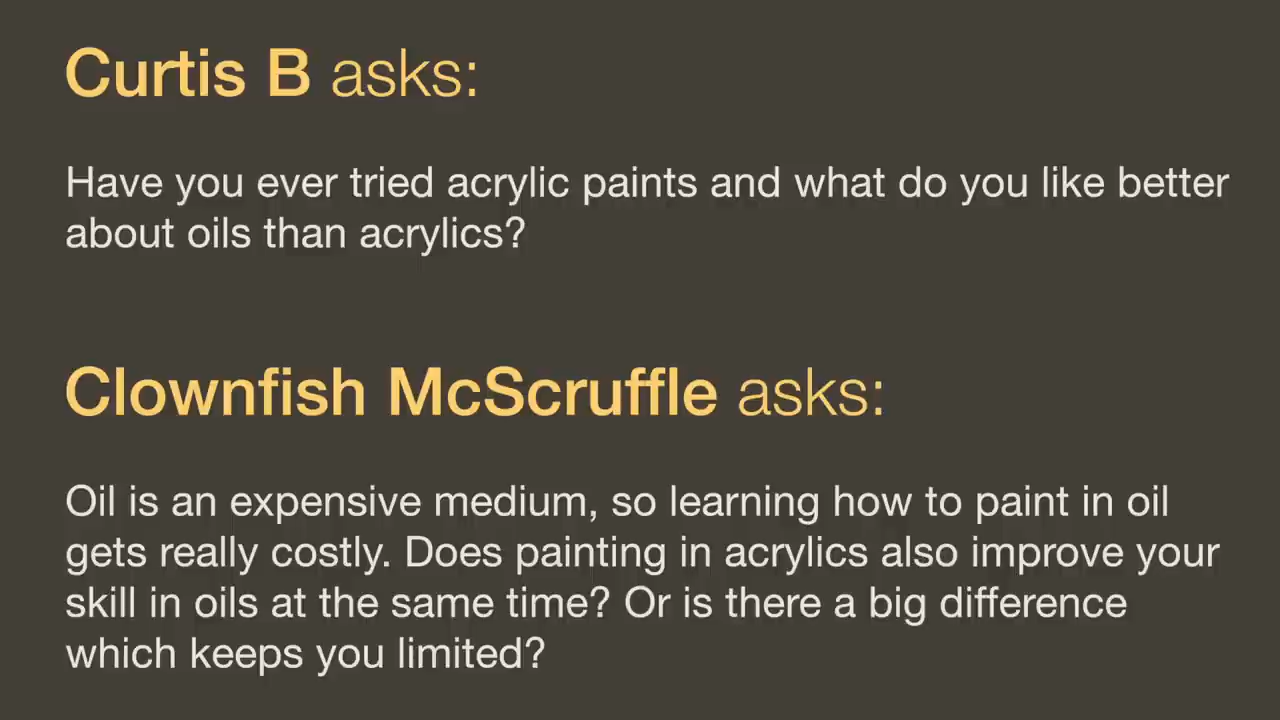 Curtis B asks:
Have you ever tried acrylic paints and what do you like better
about oils than acrylics?
Clownfish McScruffle asks:
Oil is an expensive medium, so learning how to paint in oil
gets really costly. Does painting in acrylics also improve your
skill in oils at the same time? Or is there a big difference
which keeps you limited?